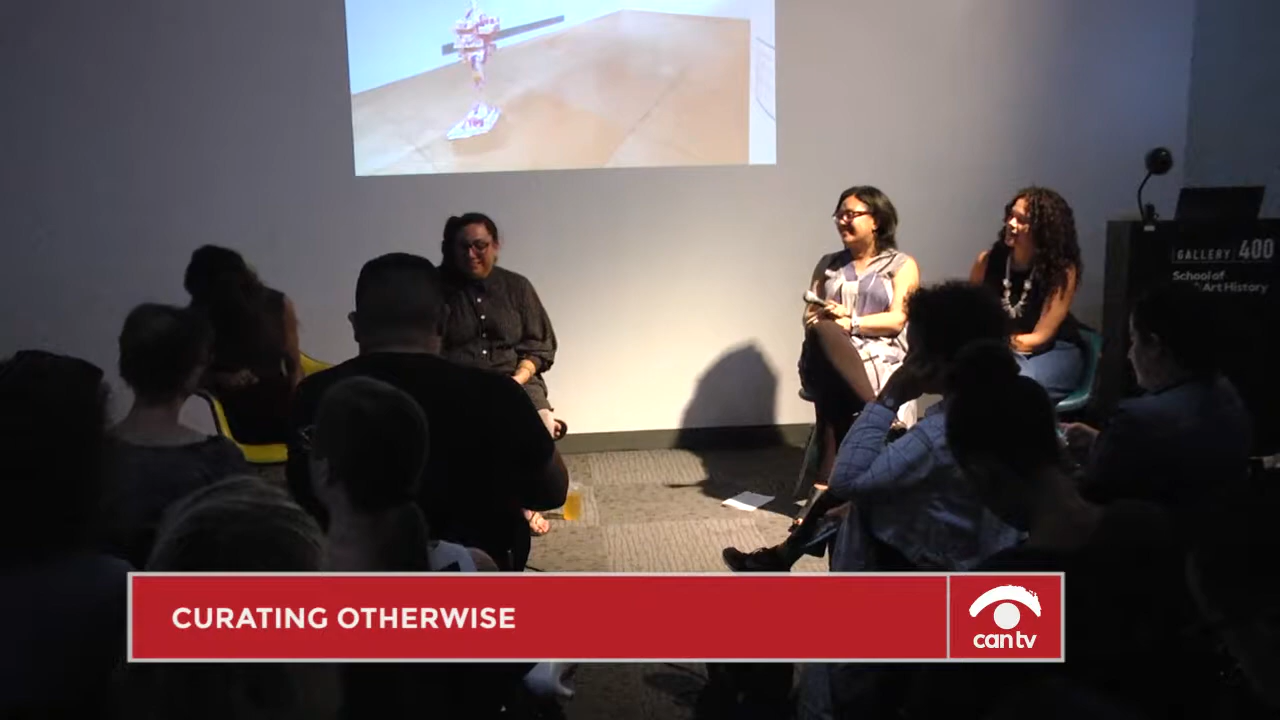 GALLERY 400
School of
Art History
CURATING OTHERWISE
can tv